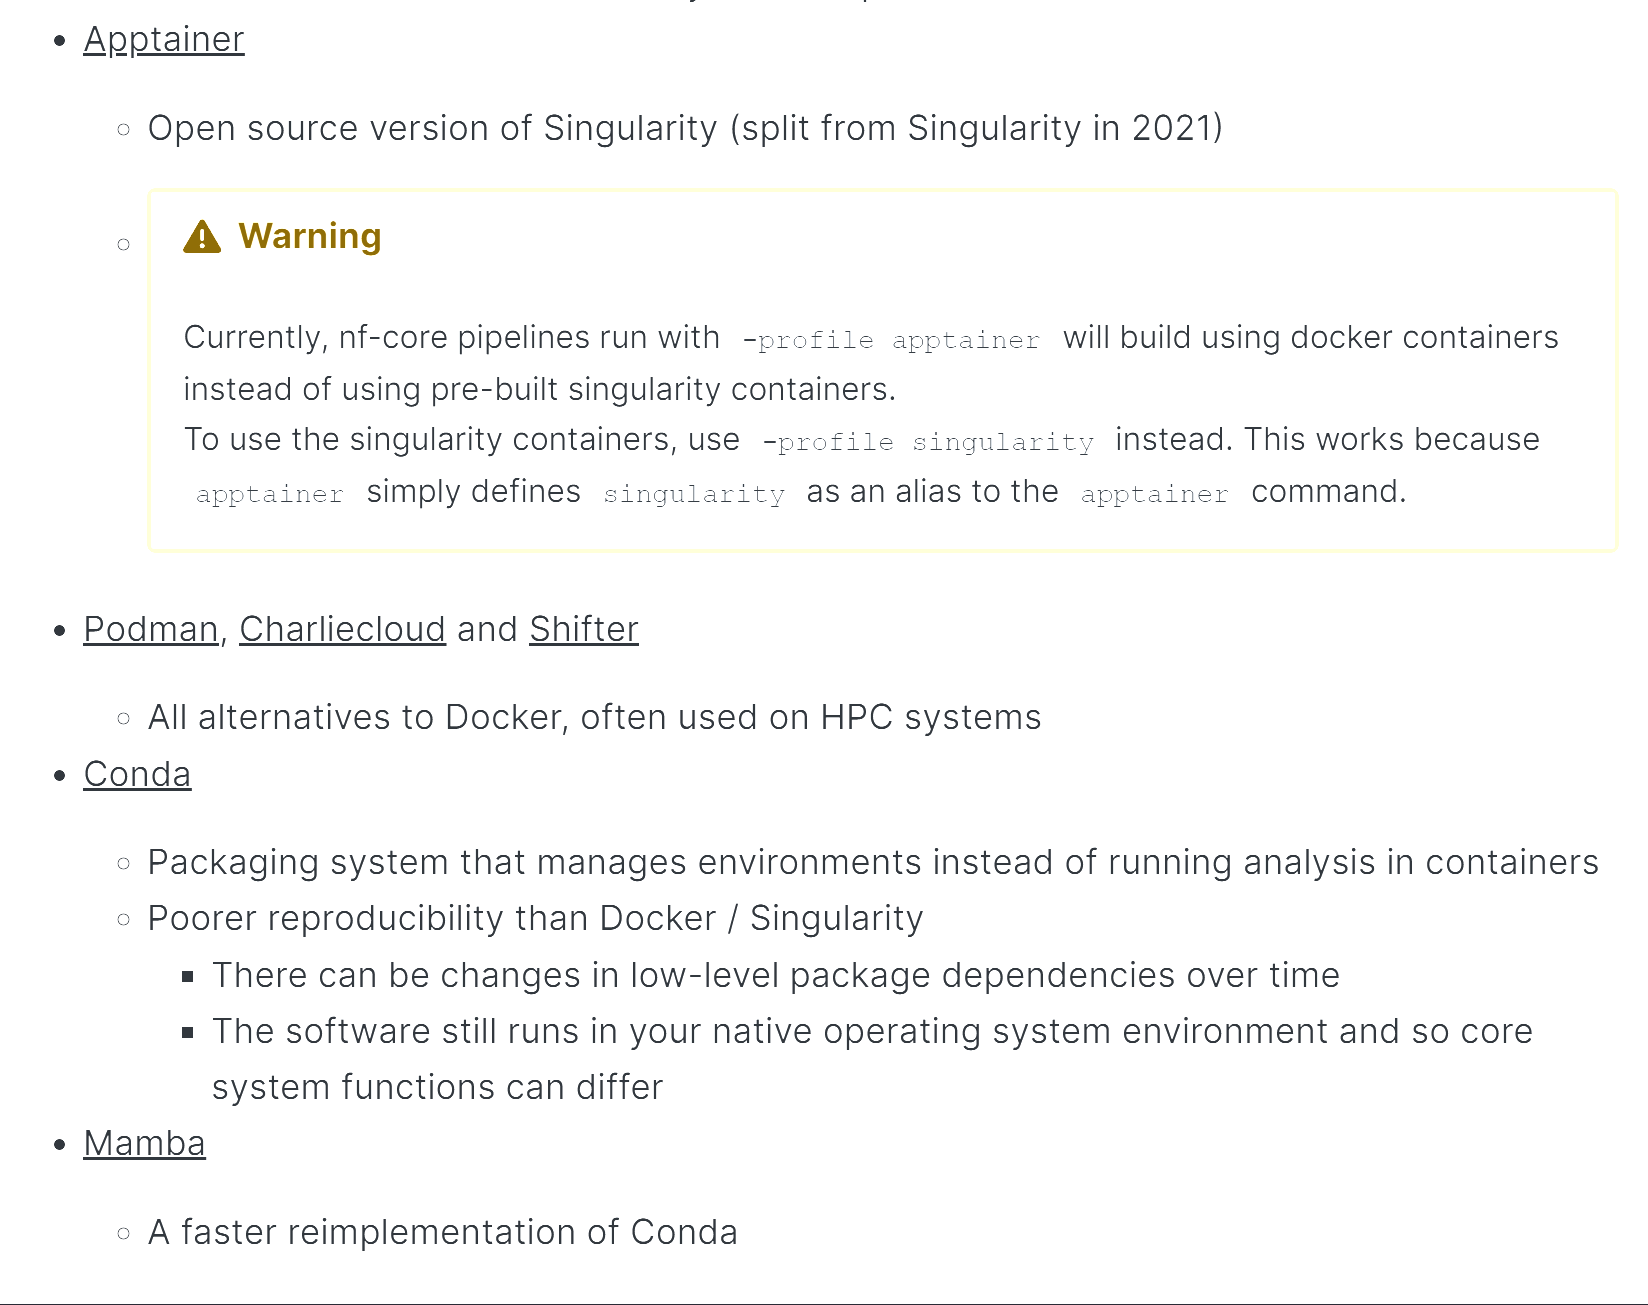 Apptainer
Open source version of Singularity (split from Singularity in 2021)
Warning
Currently, nf-core pipelines run with -profile apptainer will build using docker containers
instead of using pre-built singularity containers.
To use the singularity containers, use -profile singularity instead. This works because
apptainer simply defines singularity as an alias to the apptainer command.
Podman, Charliecloud and Shifter
All alternatives to Docker, often used on HPC systems
Conda
Packaging system that manages environments instead of running analysis in containers
Poorer reproducibility than Docker / Singularity
There can be changes in low-level package dependencies over time
The software still runs in your native operating system environment and so core
system functions can differ
Mamba
A faster reimplementation of Conda